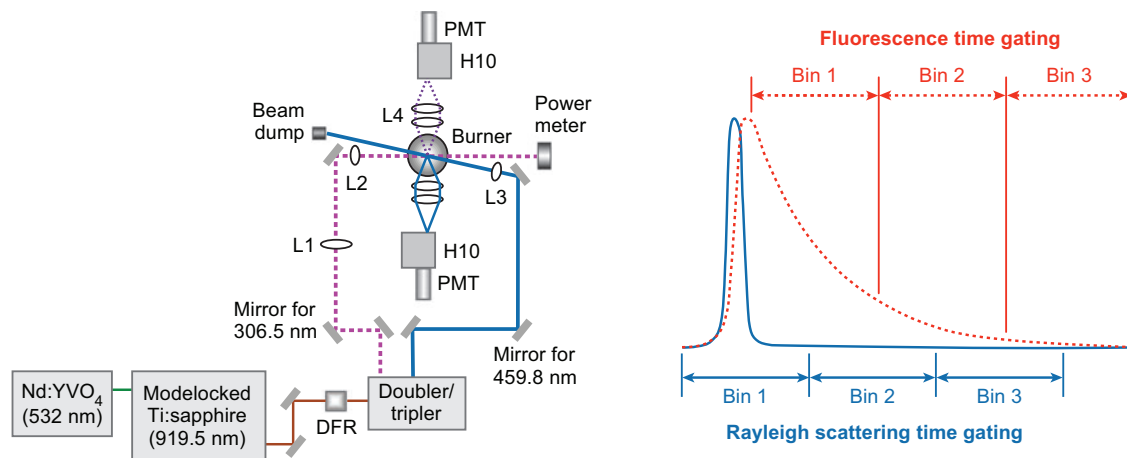 PMT
H10
L4
Beam
dump
Burner
Power
meter
L2
L3
L1
H10
PMT
Mirror for
306.5 nm
Mirror for
459.8 nm
Nd:YVO4
(532 nm)
Modelocked
Ti:sapphire
(919.5 nm)
DFR
Doubler/
tripler
Fluorescence time gating
Bin 1 Bin 2 Bin 3
Bin 1 Bin 2 Bin 3
Rayleigh scattering time gating